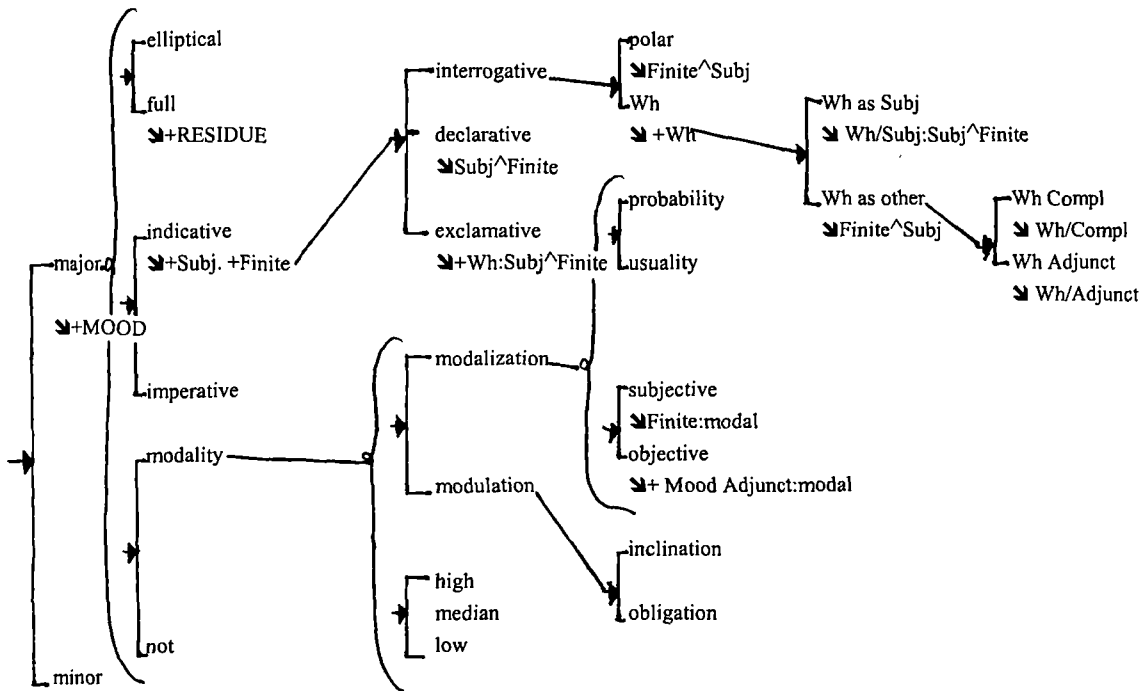 elliptical
full
↘+RESIDUE
indicative
↘+Subj. +Finite
major
↘+MOOD
imperative
modality
not
minor
interrogative
declarative
↘Subj^Finite
exclamative
↘+Wh:Subj^Finite
modalization
modulation
high
median
low
polar
↘Finite^Subj
Wh
↘ +Wh
probability
usuality
subjective
↘Finite:modal
objective
↘+ Mood Adjunct:modal
inclination
obligation
Wh as Subj
↘ Wh/Subj:Subj^Finite
Wh as other
↘Finite^Subj
Wh Compl
↘ Wh/Compl
Wh Adjunct
↘ Wh/Adjunct